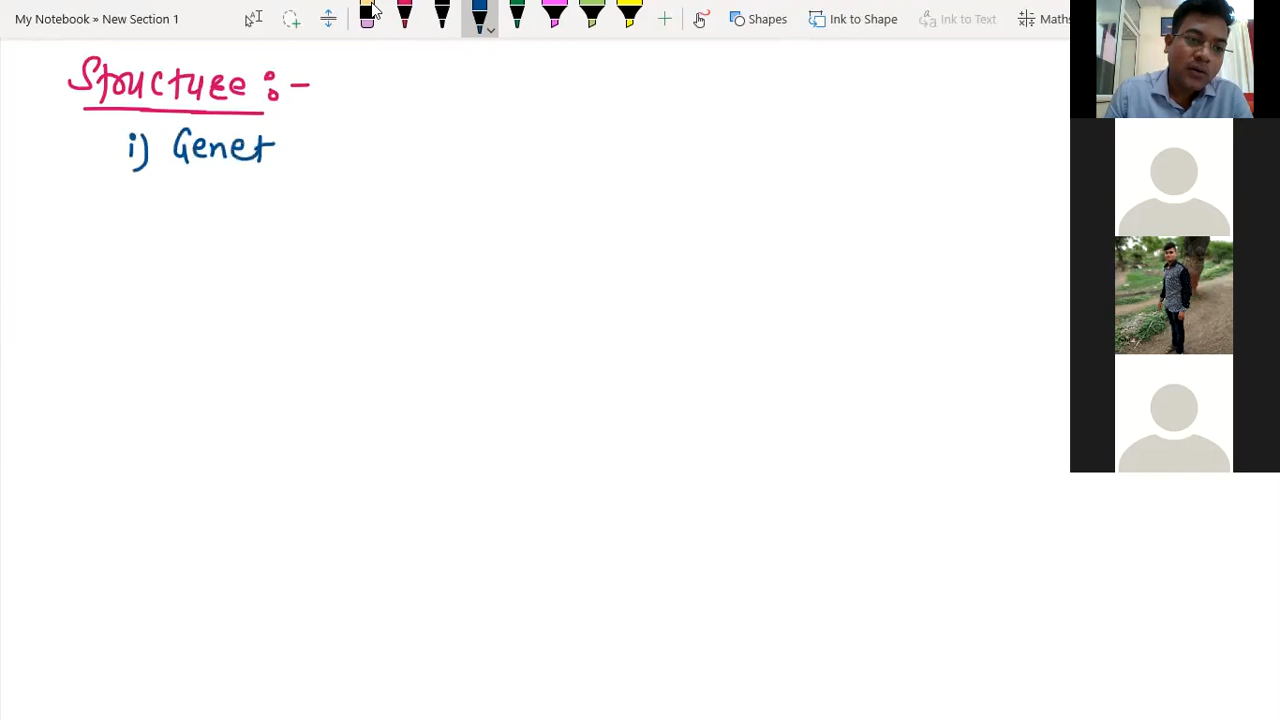 My Notebook » New Section 1
Shapes
Ink to Shape
Ink to Text
Maths
Structure :-
i) Genet